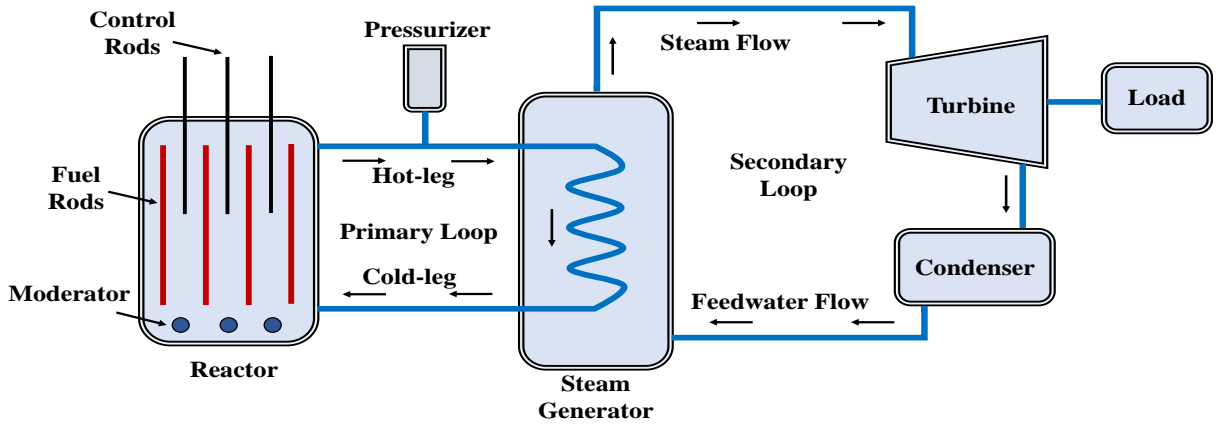 Control
Rods
Pressurizer
Steam Flow
Turbine
Load
Fuel
Rods
Hot-leg
Secondary
Loop
Primary Loop
Cold-leg
Condenser
Moderator
Feedwater Flow
Reactor
Steam
Generator